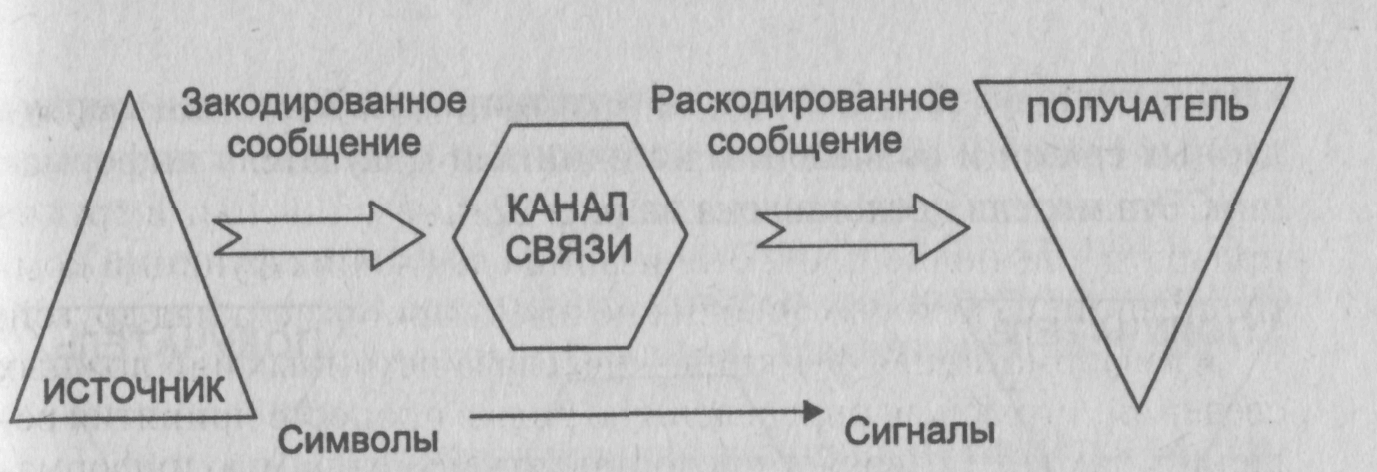 Закодированное
сообщение
Раскодированное
сообщение
ПОЛУЧАТЕЛЬ
КАНАЛ
СВЯЗИ
ИСТОЧНИК
Символы
Сигналы